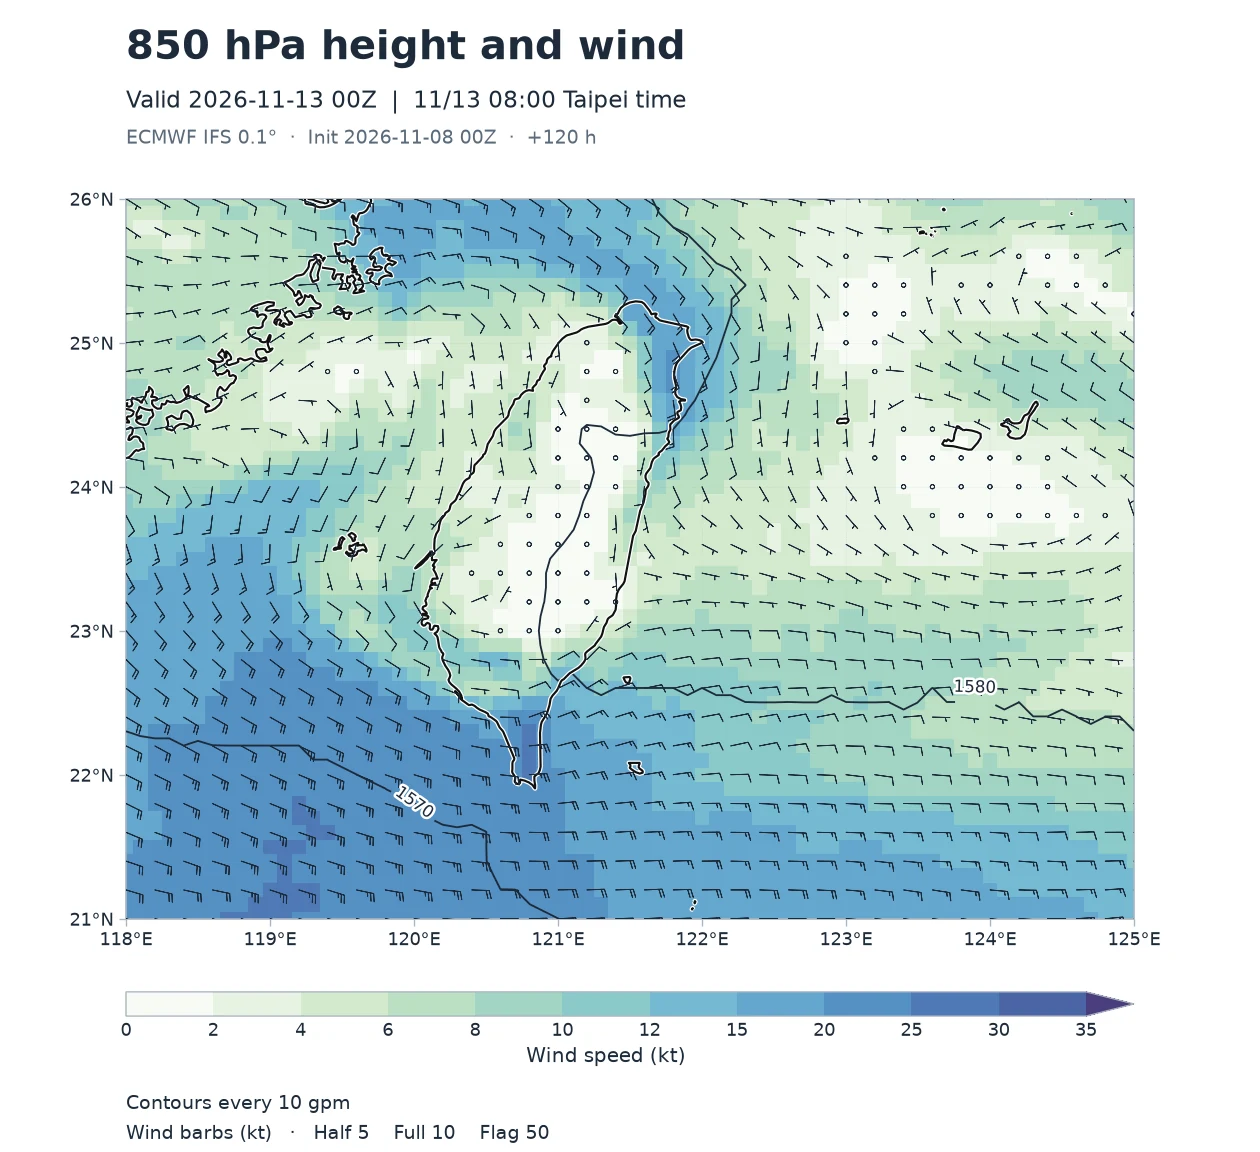 850 hPa height and wind
Valid 2026-11-13 00Z | 11/13 08:00 Taipei time
ECMWF IFS 0.1° · Init 2026-11-08 00Z · +120 h
26°N
25°N
24°N
23°N
22°N
21°N
1580
1570
118°E 119°E 120°E 121°E 122°E 123°E 124°E 125°E
0 2 4 6 8 10 12 15 20 25 30 35
Wind speed (kt)
Contours every 10 gpm
Wind barbs (kt) · Half 5 Full 10 Flag 50